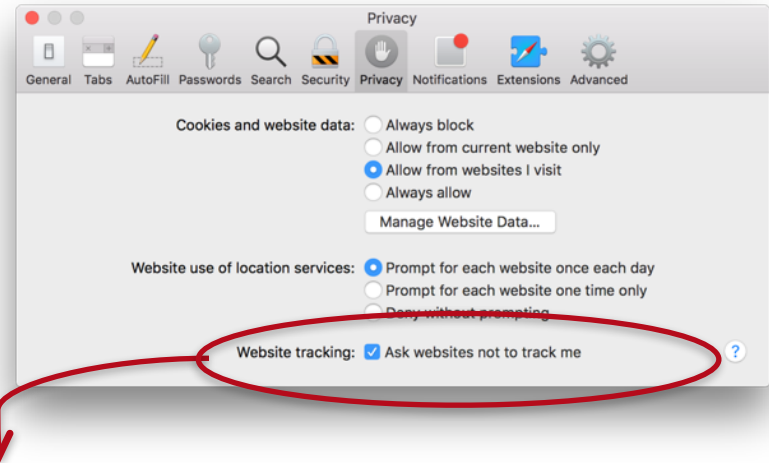 Privacy
General Tabs AutoFill Passwords Search Security Privacy Notifications Extensions Advanced
Cookies and website data: Always block
Allow from current website only
Allow from websites I visit
Always allow
Manage Website Data...
Website use of location services: Prompt for each website once each day
Prompt for each website one time only
Deny without prompting
Website tracking: Ask websites not to track me ?